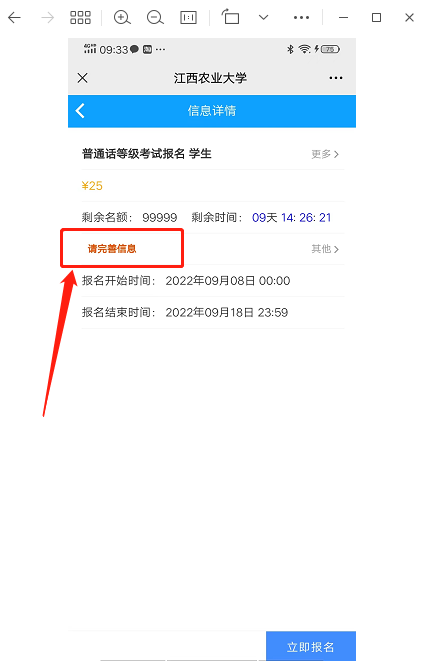 1:1
4G 09:33 75
江西农业大学
信息详情
普通话等级考试报名 学生 更多
¥25
剩余名额: 99999 剩余时间: 09天 14: 26: 21
请完善信息 其他
报名开始时间: 2022年09月08日 00:00
报名结束时间: 2022年09月18日 23:59
立即报名